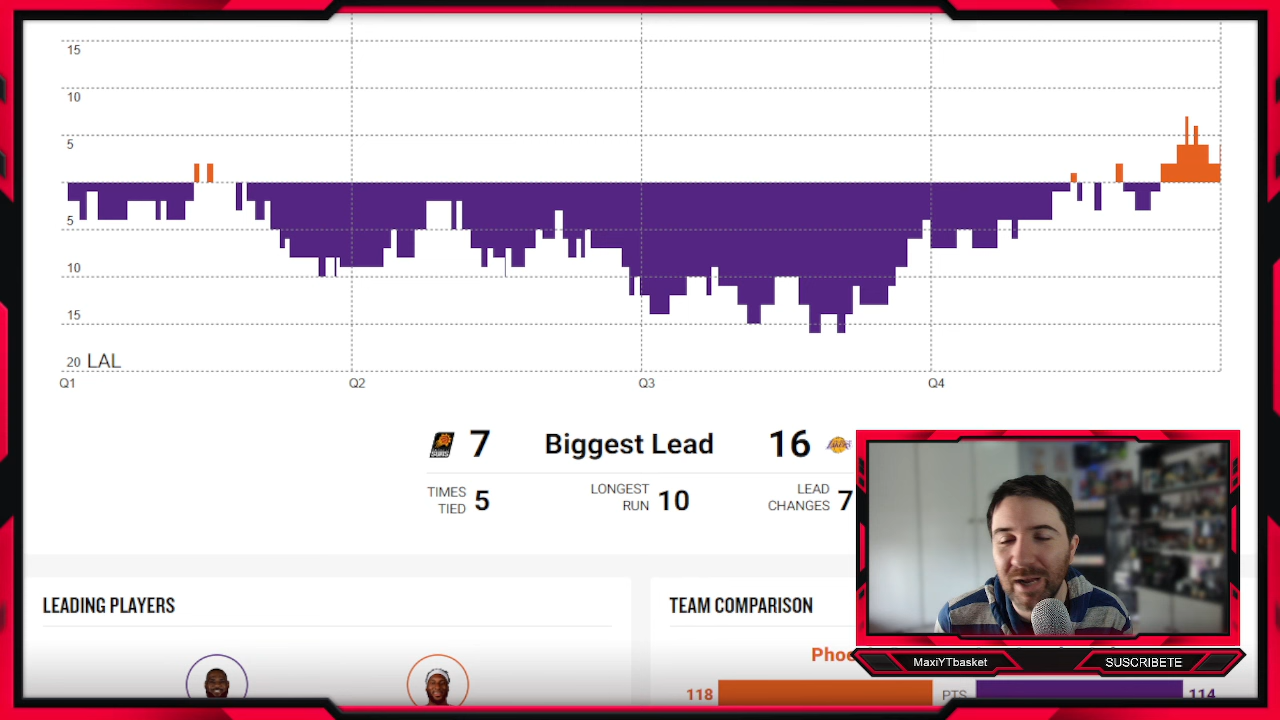 15
10
5
5
10
15
20 LAL
Q1 Q2 Q3 Q4
7 Biggest Lead 16
TIMES TIED 5 LONGEST RUN 10 LEAD CHANGES 7
LEADING PLAYERS
TEAM COMPARISON
Phoe
118 PTS 114
MaxiYTbasket
SUSCRIBETE